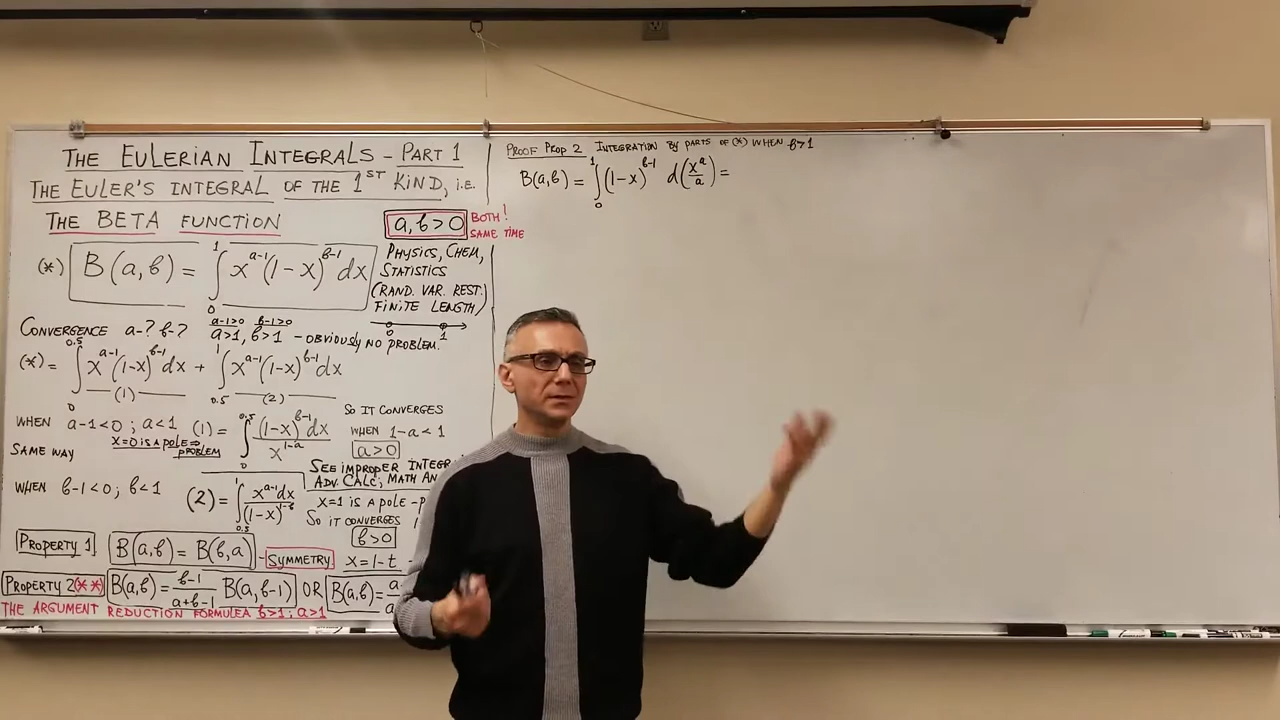 THE EULERIAN INTEGRALS – PART 1
THE EULER'S INTEGRAL OF THE 1ST KIND, i.e.
THE BETA FUNCTION
a, b > 0 BOTH!
SAME TIME
(*) B(a,b) = ∫₀¹ x^(a-1) (1-x)^(b-1) dx
PHYSICS, CHEM,
STATISTICS
(RAND. VAR. REST.
FINITE LENGTH)
0 1
CONVERGENCE a-? b-? a-1>0 b-1>0
a>1, b>1 – OBVIOUSLY NO PROBLEM.
(*) = ∫₀^0.5 x^(a-1) (1-x)^(b-1) dx + ∫_0.5^1 x^(a-1) (1-x)^(b-1) dx
(1) (2)
WHEN a-1<0; a<1 (1) = ∫₀^0.5 (1-x)^(b-1) dx / x^(1-a)
X=0 IS A POLE ⇒ PROBLEM
SO IT CONVERGES
WHEN 1-a<1
a>0
SAME WAY
SEE IMPROPER INTEGR
ADV. CALC, MATH AN
WHEN b-1<0; b<1 (2) = ∫_0.5^1 x^(a-1) dx / (1-x)^(1-b)
X=1 IS A POLE – P
SO IT CONVERGES
b>0
PROPERTY 1 B(a,b) = B(b,a) – SYMMETRY x=1-t –
PROPERTY 2(**) B(a,b) = (b-1)/(a+b-1) B(a,b-1) OR B(a,b) = a-
THE ARGUMENT REDUCTION FORMULEA b>1; a>1
PROOF PROP 2 INTEGRATION BY PARTS OF (*) WHEN b>1
B(a,b) = ∫₀¹ (1-x)^(b-1) d(x^a/a) =